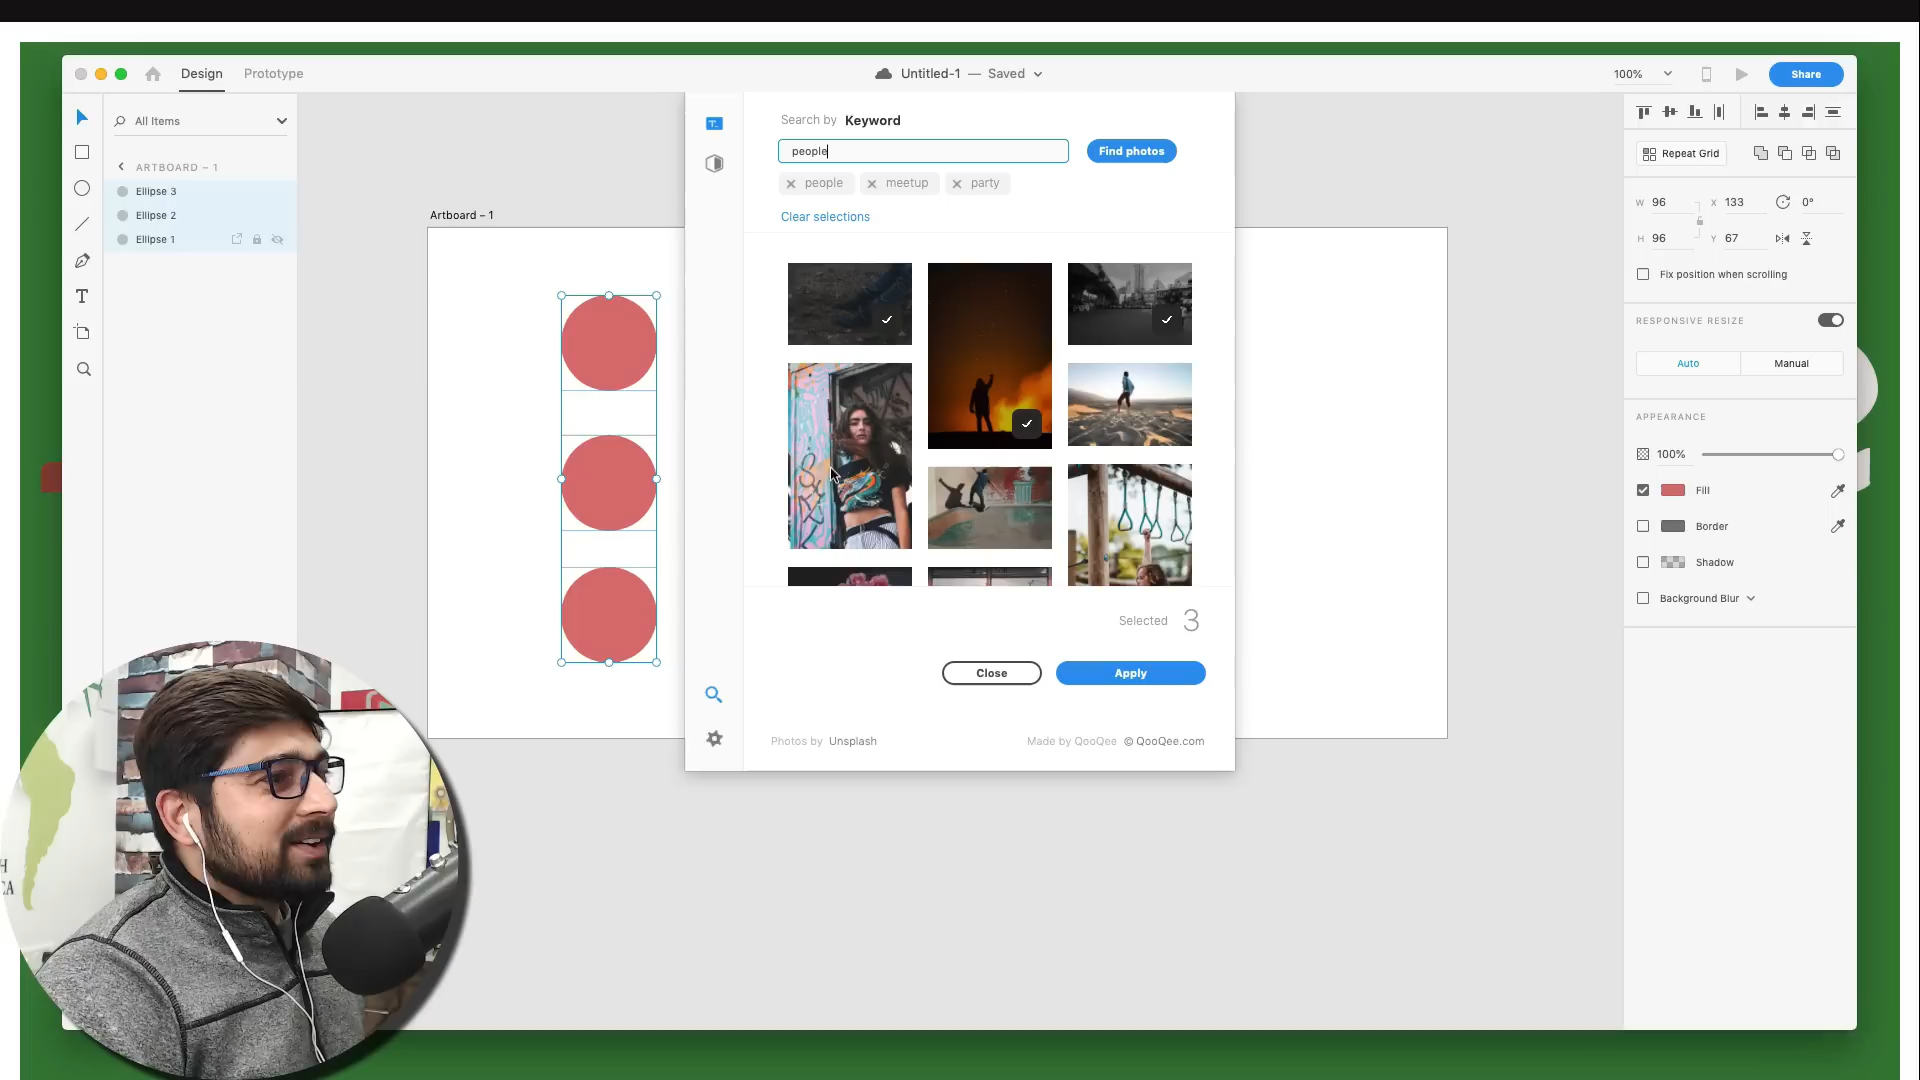 Design
Prototype
Untitled-1 — Saved
100%
Share
All Items
ARTBOARD – 1
Ellipse 3
Ellipse 2
Ellipse 1
Artboard – 1
Search by Keyword
people
Find photos
people
meetup
party
Clear selections
Selected 3
Close
Apply
Photos by Unsplash
Made by QooQee © QooQee.com
Repeat Grid
W 96
X 133
0°
H 96
Y 67
Fix position when scrolling
RESPONSIVE RESIZE
Auto
Manual
APPEARANCE
100%
Fill
Border
Shadow
Background Blur